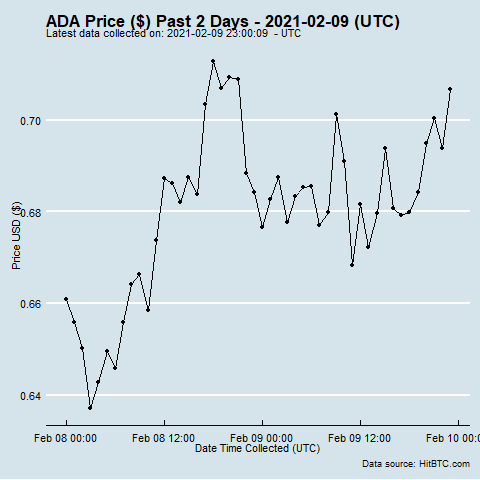 ADA Price ($) Past 2 Days - 2021-02-09 (UTC)
Latest data collected on: 2021-02-09 23:00:09 - UTC
0.70
0.68
0.66
0.64
Price USD ($)
Feb 08 00:00 Feb 08 12:00 Feb 09 00:00 Feb 09 12:00 Feb 10 00:0
Date Time Collected (UTC)
Data source: HitBTC.com